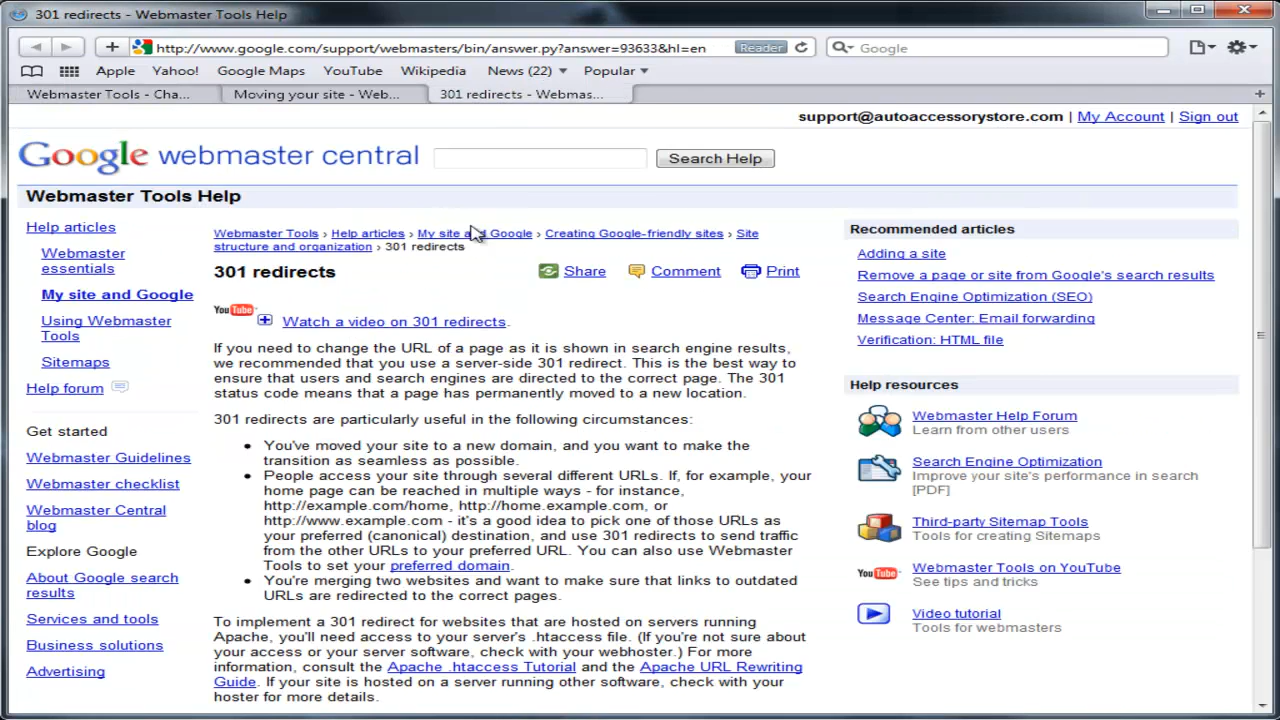 301 redirects - Webmaster Tools Help
http://www.google.com/support/webmasters/bin/answer.py?answer=93633&hl=en
Reader
Google
Apple
Yahoo!
Google Maps
YouTube
Wikipedia
News (22)
Popular
Webmaster Tools - Cha...
Moving your site - Web...
301 redirects - Webmas...
support@autoaccessorystore.com | My Account | Sign out
Google webmaster central
Search Help
Webmaster Tools Help
Help articles
Webmaster
essentials
My site and Google
Using Webmaster
Tools
Sitemaps
Help forum
Get started
Webmaster Guidelines
Webmaster checklist
Webmaster Central
blog
Explore Google
About Google search
results
Services and tools
Business solutions
Advertising
Webmaster Tools › Help articles › My site and Google › Creating Google-friendly sites › Site
structure and organization › 301 redirects
301 redirects
Share
Comment
Print
YouTube
Watch a video on 301 redirects.
If you need to change the URL of a page as it is shown in search engine results,
we recommended that you use a server-side 301 redirect. This is the best way to
ensure that users and search engines are directed to the correct page. The 301
status code means that a page has permanently moved to a new location.
301 redirects are particularly useful in the following circumstances:
• You've moved your site to a new domain, and you want to make the
transition as seamless as possible.
• People access your site through several different URLs. If, for example, your
home page can be reached in multiple ways - for instance,
http://example.com/home, http://home.example.com, or
http://www.example.com - it's a good idea to pick one of those URLs as
your preferred (canonical) destination, and use 301 redirects to send traffic
from the other URLs to your preferred URL. You can also use Webmaster
Tools to set your preferred domain.
• You're merging two websites and want to make sure that links to outdated
URLs are redirected to the correct pages.
To implement a 301 redirect for websites that are hosted on servers running
Apache, you'll need access to your server's .htaccess file. (If you're not sure about
your access or your server software, check with your webhoster.) For more
information, consult the Apache .htaccess Tutorial and the Apache URL Rewriting
Guide. If your site is hosted on a server running other software, check with your
hoster for more details.
Recommended articles
Adding a site
Remove a page or site from Google's search results
Search Engine Optimization (SEO)
Message Center: Email forwarding
Verification: HTML file
Help resources
Webmaster Help Forum
Learn from other users
Search Engine Optimization
Improve your site's performance in search
[PDF]
Third-party Sitemap Tools
Tools for creating Sitemaps
YouTube
Webmaster Tools on YouTube
See tips and tricks
Video tutorial
Tools for webmasters